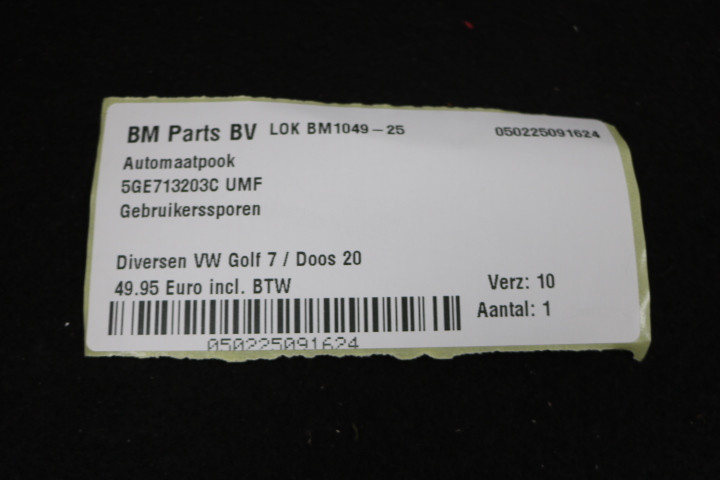 BM Parts BV LOK BM1049-25 050225091624
Automaatpook
5GE713203C UMF
Gebruikerssporen
Diversen VW Golf 7 / Doos 20
49.95 Euro incl. BTW Verz: 10
Aantal: 1
050225091624